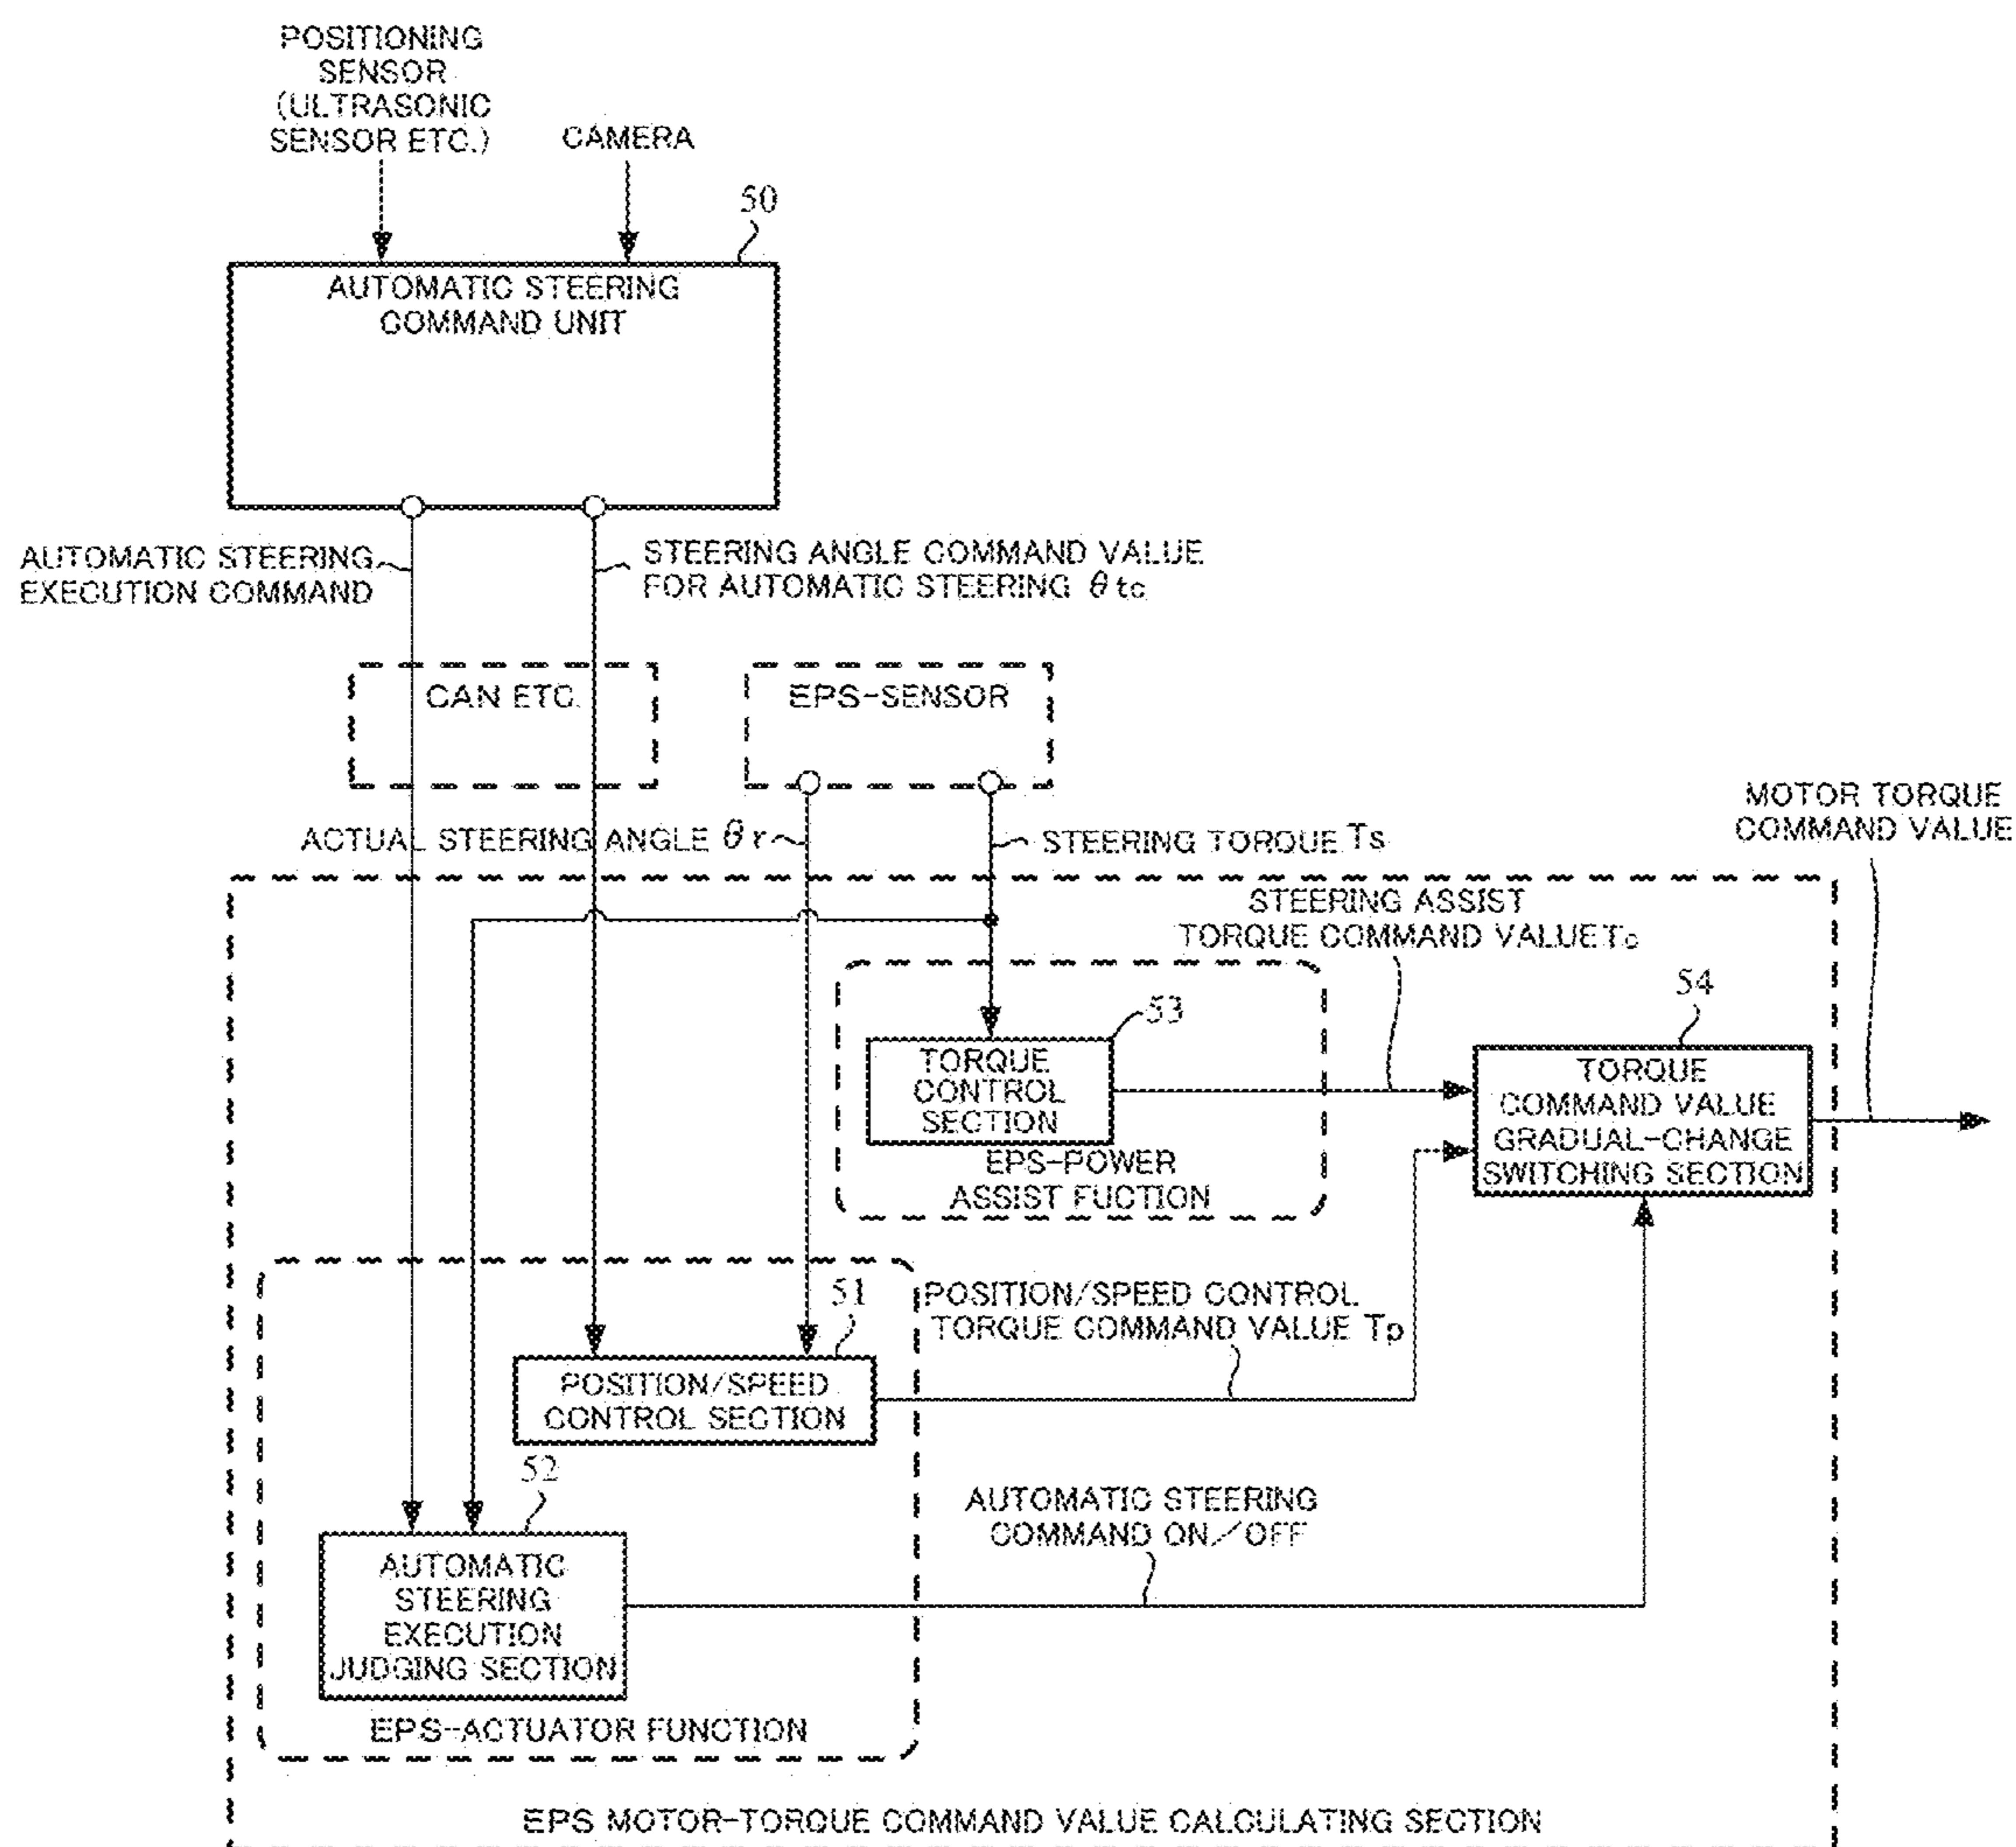 POSITIONING
SENSOR
(ULTRASONIC
SENSOR ETC.)
CAMERA
50
AUTOMATIC STEERING
COMMAND UNIT
AUTOMATIC STEERING
EXECUTION COMMAND
STEERING ANGLE COMMAND VALUE
FOR AUTOMATIC STEERING θtc
CAN ETC.
EPS-SENSOR
ACTUAL STEERING ANGLE θr
STEERING TORQUE Ts
MOTOR TORQUE
COMMAND VALUE
STEERING ASSIST
TORQUE COMMAND VALUE Tc
53
54
TORQUE
CONTROL
SECTION
EPS-POWER
ASSIST FUCTION
TORQUE
COMMAND VALUE
GRADUAL-CHANGE
SWITCHING SECTION
51
POSITION/SPEED CONTROL
TORQUE COMMAND VALUE Tp
POSITION/SPEED
CONTROL SECTION
52
AUTOMATIC STEERING
COMMAND ON/OFF
AUTOMATIC
STEERING
EXECUTION
JUDGING SECTION
EPS-ACTUATOR FUNCTION
EPS MOTOR-TORQUE COMMAND VALUE CALCULATING SECTION